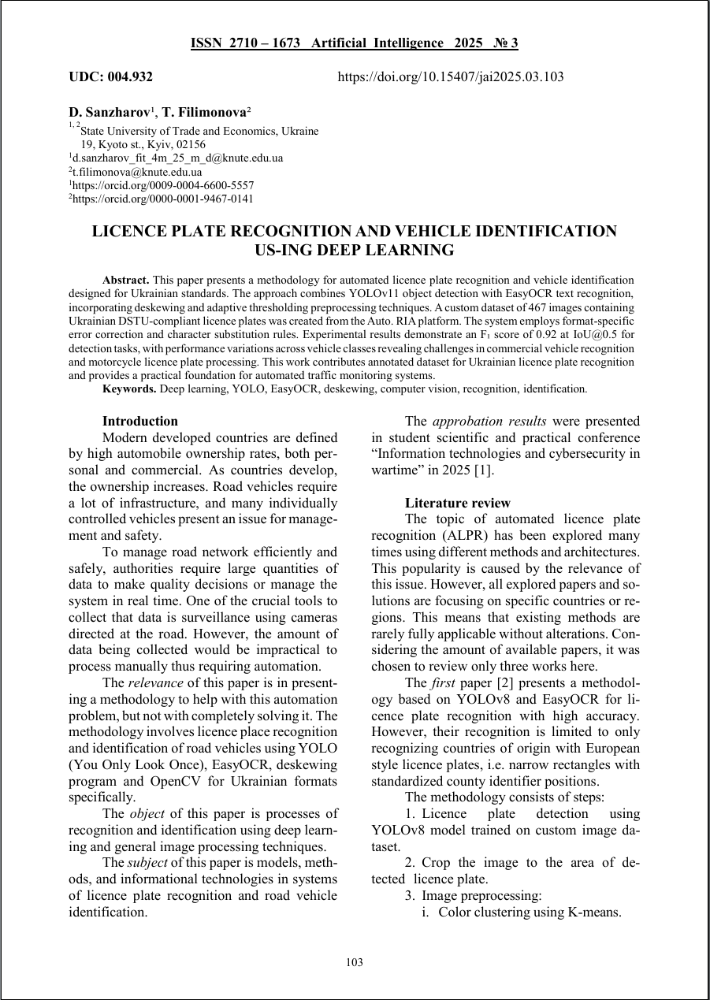 ISSN 2710 – 1673 Artificial Intelligence 2025 № 3
UDC: 004.932 https://doi.org/10.15407/jai2025.03.103
D. Sanzharov¹, T. Filimonova²
1, 2State University of Trade and Economics, Ukraine
19, Kyoto st., Kyiv, 02156
¹d.sanzharov_fit_4m_25_m_d@knute.edu.ua
²t.filimonova@knute.edu.ua
¹https://orcid.org/0009-0004-6600-5557
²https://orcid.org/0000-0001-9467-0141
LICENCE PLATE RECOGNITION AND VEHICLE IDENTIFICATION
US-ING DEEP LEARNING
Abstract. This paper presents a methodology for automated licence plate recognition and vehicle identification
designed for Ukrainian standards. The approach combines YOLOv11 object detection with EasyOCR text recognition,
incorporating deskewing and adaptive thresholding preprocessing techniques. A custom dataset of 467 images containing
Ukrainian DSTU-compliant licence plates was created from the Auto. RIA platform. The system employs format-specific
error correction and character substitution rules. Experimental results demonstrate an F₁ score of 0.92 at IoU@0.5 for
detection tasks, with performance variations across vehicle classes revealing challenges in commercial vehicle recognition
and motorcycle licence plate processing. This work contributes annotated dataset for Ukrainian licence plate recognition
and provides a practical foundation for automated traffic monitoring systems.
Keywords. Deep learning, YOLO, EasyOCR, deskewing, computer vision, recognition, identification.
Introduction
Modern developed countries are defined
by high automobile ownership rates, both per-
sonal and commercial. As countries develop,
the ownership increases. Road vehicles require
a lot of infrastructure, and many individually
controlled vehicles present an issue for manage-
ment and safety.
To manage road network efficiently and
safely, authorities require large quantities of
data to make quality decisions or manage the
system in real time. One of the crucial tools to
collect that data is surveillance using cameras
directed at the road. However, the amount of
data being collected would be impractical to
process manually thus requiring automation.
The relevance of this paper is in present-
ing a methodology to help with this automation
problem, but not with completely solving it. The
methodology involves licence place recognition
and identification of road vehicles using YOLO
(You Only Look Once), EasyOCR, deskewing
program and OpenCV for Ukrainian formats
specifically.
The object of this paper is processes of
recognition and identification using deep learn-
ing and general image processing techniques.
The subject of this paper is models, meth-
ods, and informational technologies in systems
of licence plate recognition and road vehicle
identification.
The approbation results were presented
in student scientific and practical conference
“Information technologies and cybersecurity in
wartime” in 2025 [1].
Literature review
The topic of automated licence plate
recognition (ALPR) has been explored many
times using different methods and architectures.
This popularity is caused by the relevance of
this issue. However, all explored papers and so-
lutions are focusing on specific countries or re-
gions. This means that existing methods are
rarely fully applicable without alterations. Con-
sidering the amount of available papers, it was
chosen to review only three works here.
The first paper [2] presents a methodol-
ogy based on YOLOv8 and EasyOCR for li-
cence plate recognition with high accuracy.
However, their recognition is limited to only
recognizing countries of origin with European
style licence plates, i.e. narrow rectangles with
standardized county identifier positions.
The methodology consists of steps:
1. Licence plate detection using
YOLOv8 model trained on custom image da-
taset.
2. Crop the image to the area of de-
tected licence plate.
3. Image preprocessing:
i. Color clustering using K-means.
103